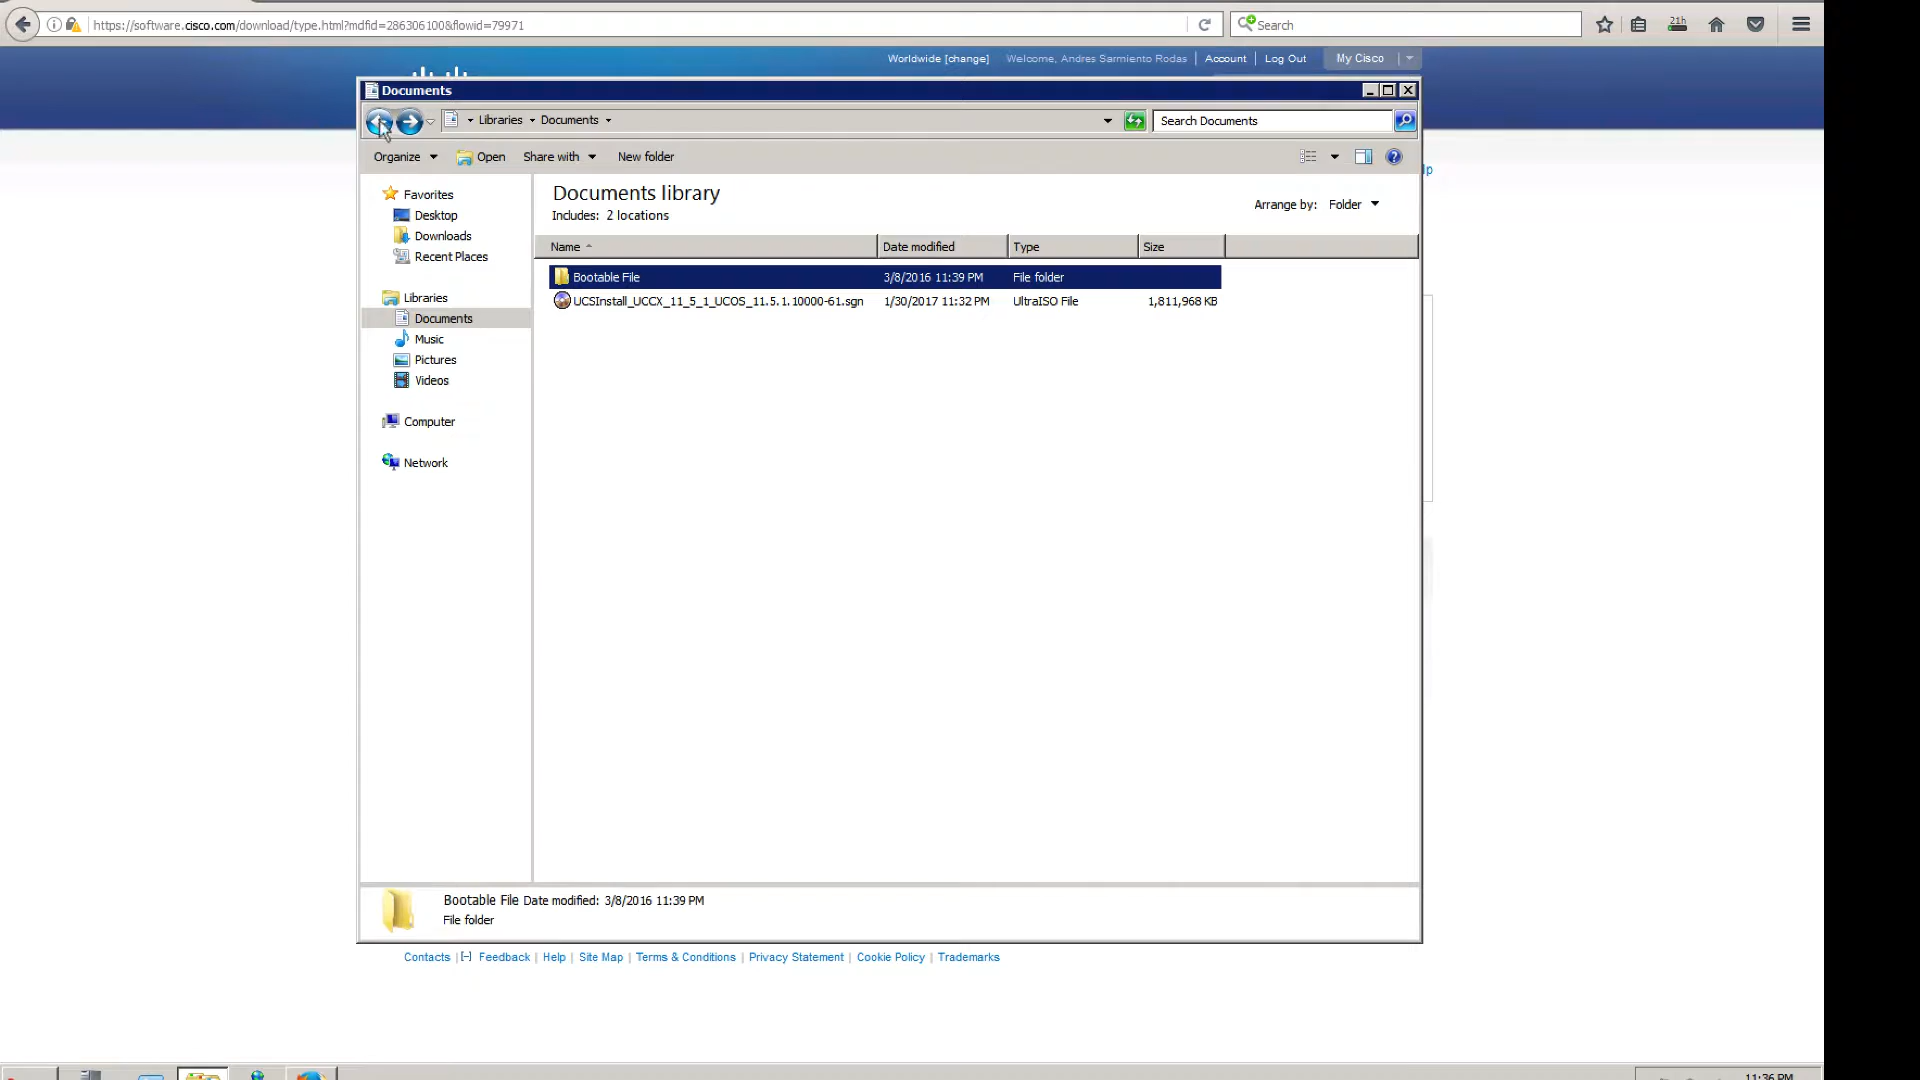 https://software.cisco.com/download/type.html?mdfid=286306100&flowid=79971
Search
21h
Worldwide [change]
Welcome, Andres Sarmiento Rodas
Account
Log Out
My Cisco
Documents
Libraries
Documents
Search Documents
Organize
Open
Share with
New folder
Favorites
Desktop
Downloads
Recent Places
Libraries
Documents
Music
Pictures
Videos
Computer
Network
Documents library
Includes: 2 locations
Arrange by: Folder
Name Date modified Type Size
Bootable File 3/8/2016 11:39 PM File folder
UCSInstall_UCCX_11_5_1_UCOS_11.5.1.10000-61.sgn 1/30/2017 11:32 PM UltraISO File 1,811,968 KB
Bootable File Date modified: 3/8/2016 11:39 PM
File folder
Contacts | [-] Feedback | Help | Site Map | Terms & Conditions | Privacy Statement | Cookie Policy | Trademarks
11:36 PM